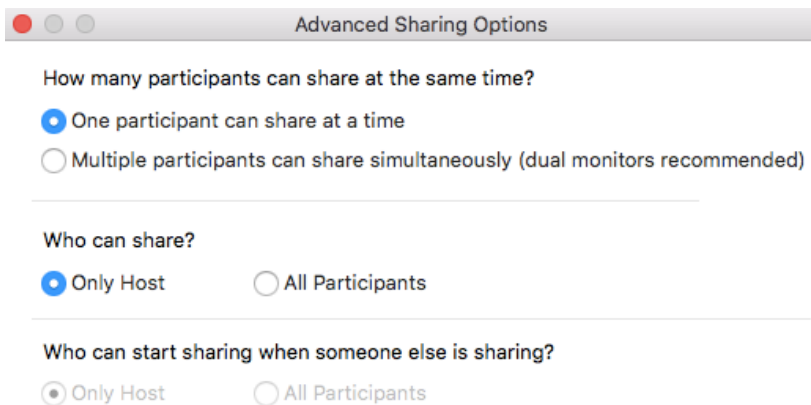 Advanced Sharing Options
How many participants can share at the same time?
One participant can share at a time
Multiple participants can share simultaneously (dual monitors recommended)
Who can share?
Only Host All Participants
Who can start sharing when someone else is sharing?
Only Host All Participants